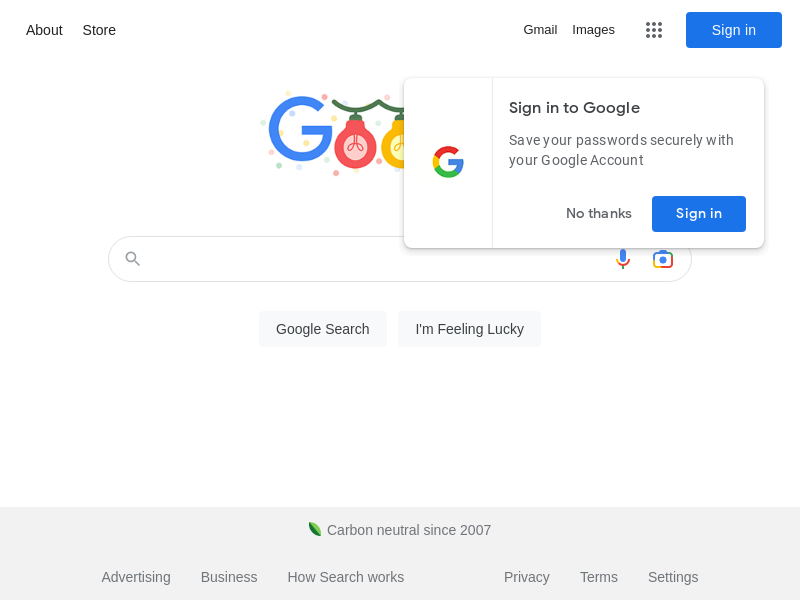 About Store Gmail Images Sign in
Sign in to Google
Save your passwords securely with
your Google Account
No thanks Sign in
Google Search I'm Feeling Lucky
Carbon neutral since 2007
Advertising Business How Search works Privacy Terms Settings